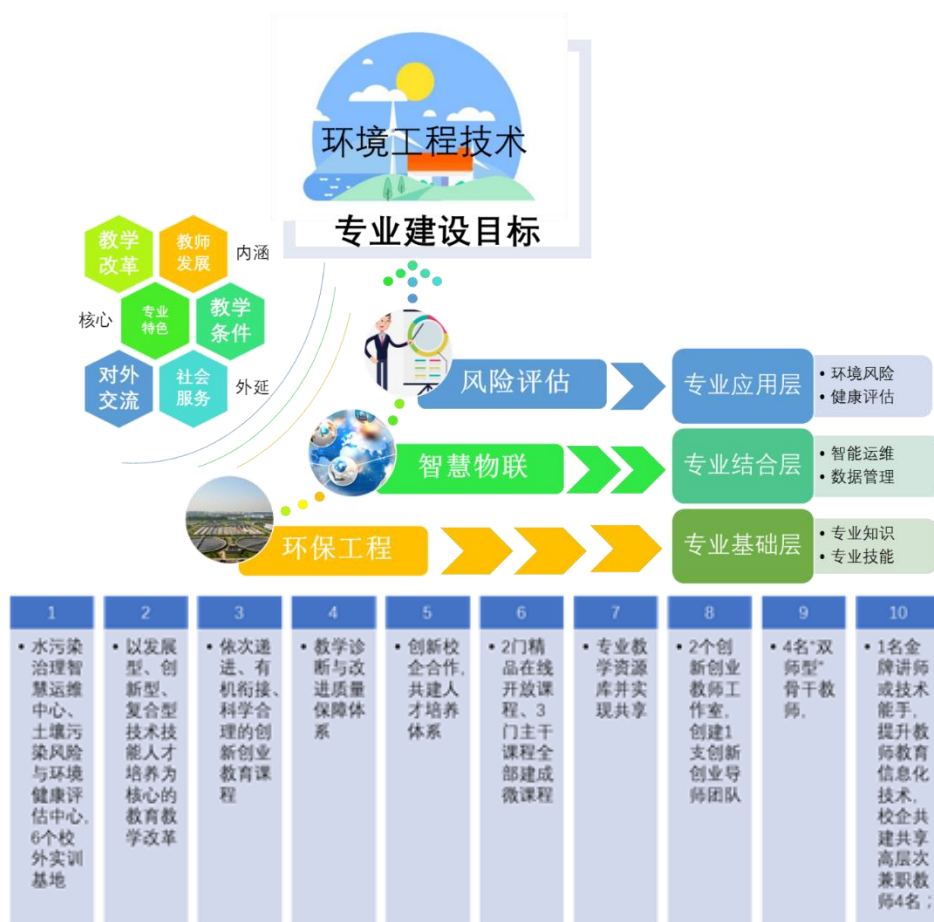 环境工程技术
专业建设目标
教学
改革
教师
发展
内涵
核心
专业
特色
教学
条件
对外
交流
社会
服务
外延
风险评估
专业应用层
• 环境风险
• 健康评估
智慧物联
专业结合层
• 智能运维
• 数据管理
环保工程
专业基础层
• 专业知识
• 专业技能
1
• 水污染
治理智
慧运维
中心、
土壤污
染风险
与环境
健康评
估中心,
6个校
外实训
基地
2
• 以发展
型、创
新型、
复合型
技术技
能人才
培养为
核心的
教育教
学改革
3
• 依次递
进、有
机衔接、
科学合
理的创
新创业
教育课
程
4
• 教学诊
断与改
进质量
保障体
系
5
• 创新校
企合作,
共建人
才培养
体系
6
• 2门精
品在线
开放课
程、3
门主干
课程全
部建成
微课程
7
• 专业教
学资源
库并实
现共享
8
• 2个创
新创业
教师工
作室,
创建1
支创新
创业导
师团队
9
• 4名“双
师型”
骨干教
师,
10
• 1名金
牌讲师
或技术
能手,
提升教
师教育
信息化
技术,
校企共
建共享
高层次
兼职教
师4名；